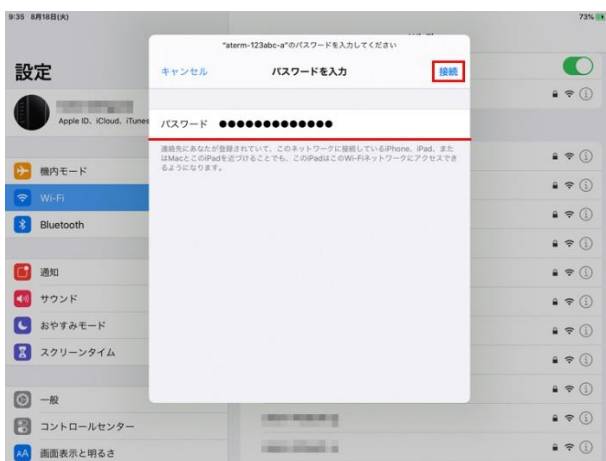 9:35 8月18日(火)
73%
"aterm-123abc-a"のパスワードを入力してください
キャンセル
パスワードを入力
接続
設定
Apple ID、iCloud、iTunes
パスワード ●●●●●●●●●●●●●
連絡先にあなたが登録されていて、このネットワークに接続しているiPhone、iPad、また
はMacとこのiPadを近づけることでも、このiPadはこのWi-Fiネットワークにアクセスでき
るようになります。
機内モード
Wi-Fi
Bluetooth
通知
サウンド
おやすみモード
スクリーンタイム
一般
コントロールセンター
AA 画面表示と明るさ